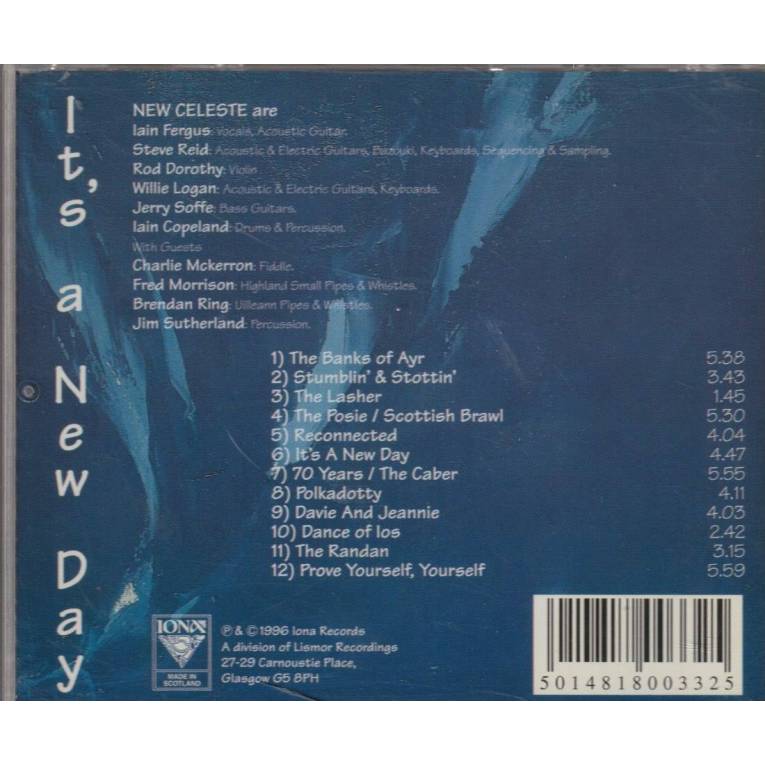 It's a New Day
NEW CELESTE are
Iain Fergus: Vocals, Acoustic Guitar.
Steve Reid: Acoustic & Electric Guitars, Bazouki, Keyboards, Sequencing & Sampling.
Rod Dorothy: Violin
Willie Logan: Acoustic & Electric Guitars, Keyboards.
Jerry Soffe: Bass Guitars.
Iain Copeland: Drums & Percussion.
With Guests
Charlie Mckerron: Fiddle.
Fred Morrison: Highland Small Pipes & Whistles.
Brendan Ring: Uilleann Pipes & Whistles.
Jim Sutherland: Percussion.
1) The Banks of Ayr 5.38
2) Stumblin' & Stottin' 3.43
3) The Lasher 1.45
4) The Posie / Scottish Brawl 5.30
5) Reconnected 4.04
6) It's A New Day 4.47
7) 70 Years / The Caber 5.55
8) Polkadotty 4.11
9) Davie And Jeannie 4.03
10) Dance of Ios 2.42
11) The Randan 3.15
12) Prove Yourself, Yourself 5.59
IONA
MADE IN
SCOTLAND
℗ & © 1996 Iona Records
A division of Lismor Recordings
27-29 Carnoustie Place,
Glasgow G5 8PH
5014818003325